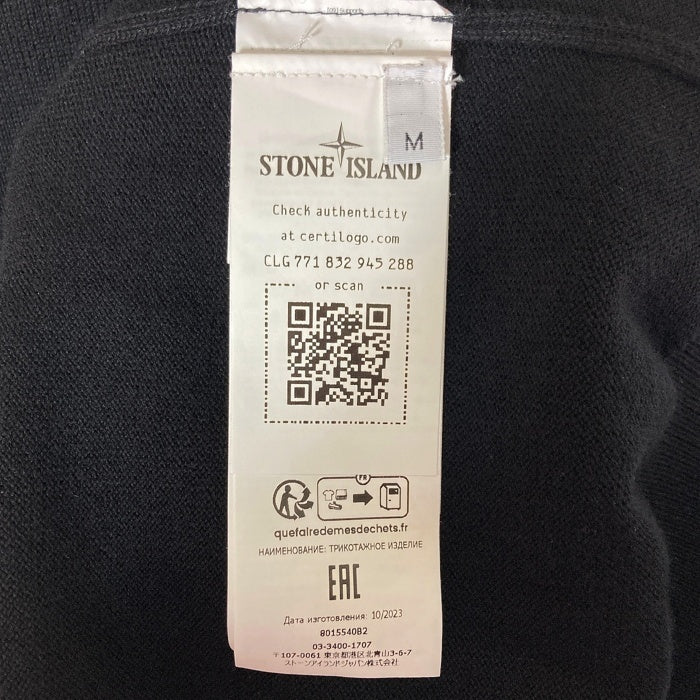 M
STONE ISLAND
Check authenticity
at certilogo.com
CLG 771 832 945 288
or scan
FR
quefairedemesdechets.fr
НАИМЕНОВАНИЕ: ТРИКОТАЖНОЕ ИЗДЕЛИЕ
EAC
Дата изготовления: 10/2023
8015540B2
03-3400-1707
〒107-0061 東京都港区北青山3-6-7
ストーンアイランドジャパン株式会社